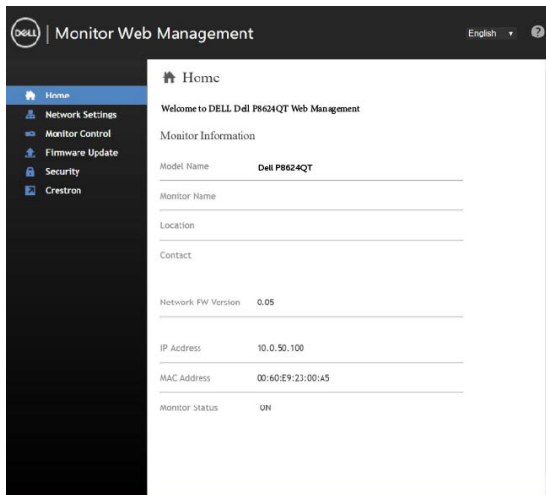 DELL | Monitor Web Management
English
?
Home
Network Settings
Monitor Control
Firmware Update
Security
Crestron
Home
Welcome to DELL Dell P8624QT Web Management
Monitor Information
Model Name Dell P8624QT
Monitor Name
Location
Contact
Network FW Version 0.05
IP Address 10.0.50.100
MAC Address 00:60:E9:23:00:A5
Monitor Status ON